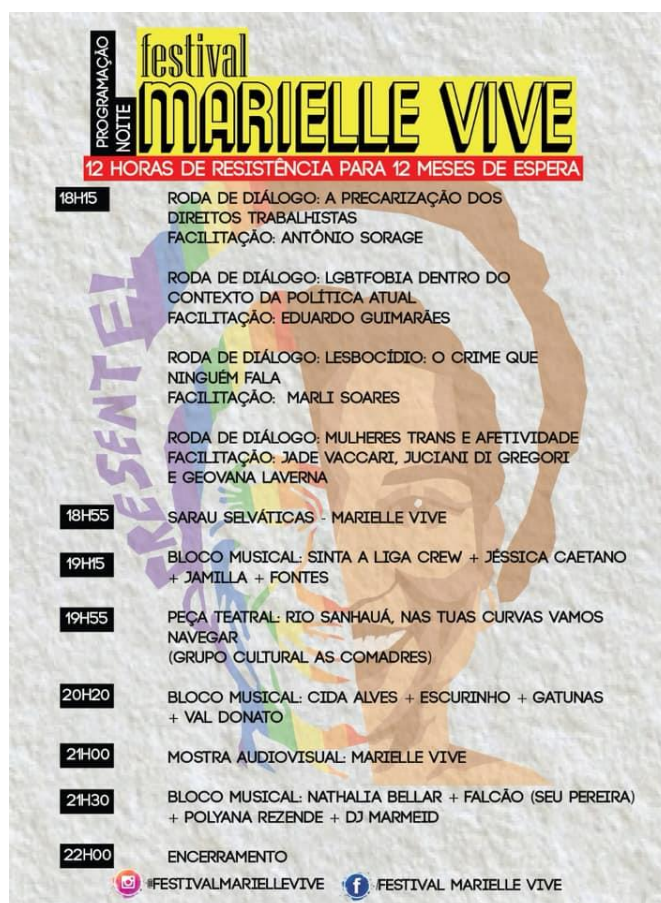 PROGRAMAÇÃO
NOITE
festival
MARIELLE VIVE
12 HORAS DE RESISTÊNCIA PARA 12 MESES DE ESPERA
18H15
RODA DE DIÁLOGO: A PRECARIZAÇÃO DOS
DIREITOS TRABALHISTAS
FACILITAÇÃO: ANTÔNIO SORAGE
RODA DE DIÁLOGO: LGBTFOBIA DENTRO DO
CONTEXTO DA POLÍTICA ATUAL
FACILITAÇÃO: EDUARDO GUIMARÃES
RODA DE DIÁLOGO: LESBOCÍDIO: O CRIME QUE
NINGUÉM FALA
FACILITAÇÃO: MARLI SOARES
RODA DE DIÁLOGO: MULHERES TRANS E AFETIVIDADE
FACILITAÇÃO: JADE VACCARI, JUCIANI DI GREGORI
E GEOVANA LAVERNA
PRESENTE!
18H55 SARAU SELVÁTICAS - MARIELLE VIVE
19H15 BLOCO MUSICAL: SINTA A LIGA CREW + JÉSSICA CAETANO
+ JAMILLA + FONTES
19H55 PEÇA TEATRAL: RIO SANHAUÁ, NAS TUAS CURVAS VAMOS
NAVEGAR
(GRUPO CULTURAL AS COMADRES)
20H20 BLOCO MUSICAL: CIDA ALVES + ESCURINHO + GATUNAS
+ VAL DONATO
21H00 MOSTRA AUDIOVISUAL: MARIELLE VIVE
21H30 BLOCO MUSICAL: NATHALIA BELLAR + FALCÃO (SEU PEREIRA)
+ POLYANA REZENDE + DJ MARMEID
22H00 ENCERRAMENTO
#FESTIVALMARIELLEVIVE /FESTIVAL MARIELLE VIVE